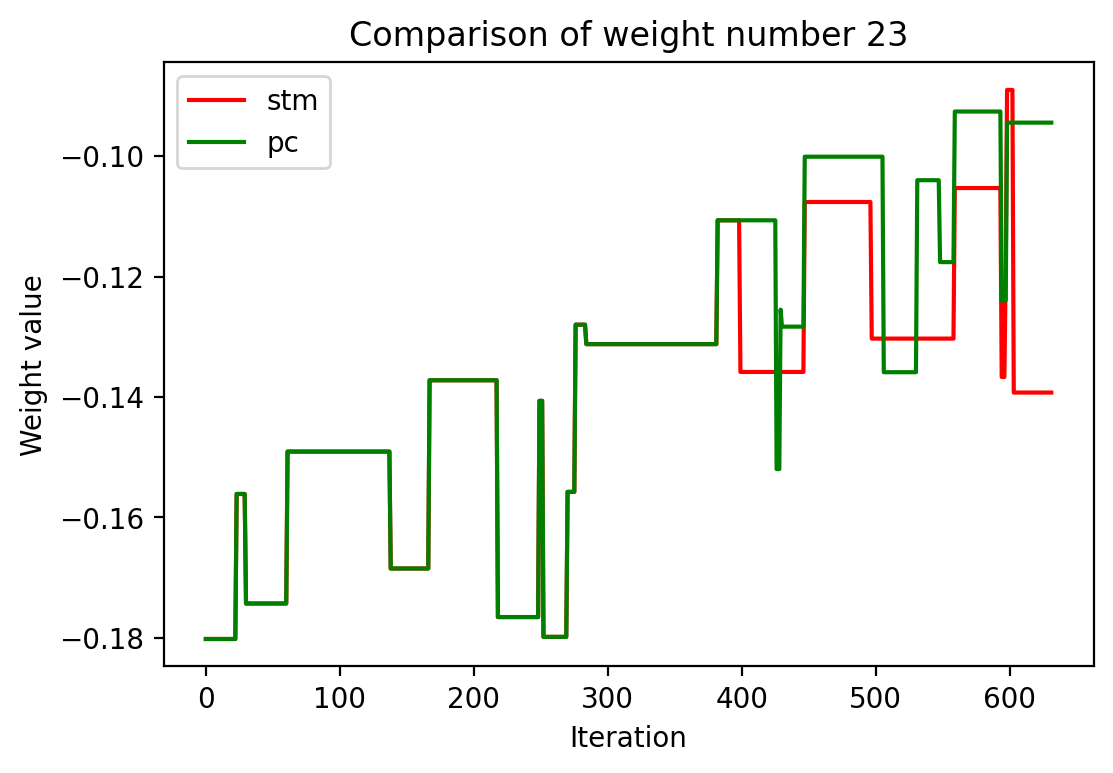 Comparison of weight number 23
stm
pc
Weight value
−0.10
−0.12
−0.14
−0.16
−0.18
0 100 200 300 400 500 600
Iteration